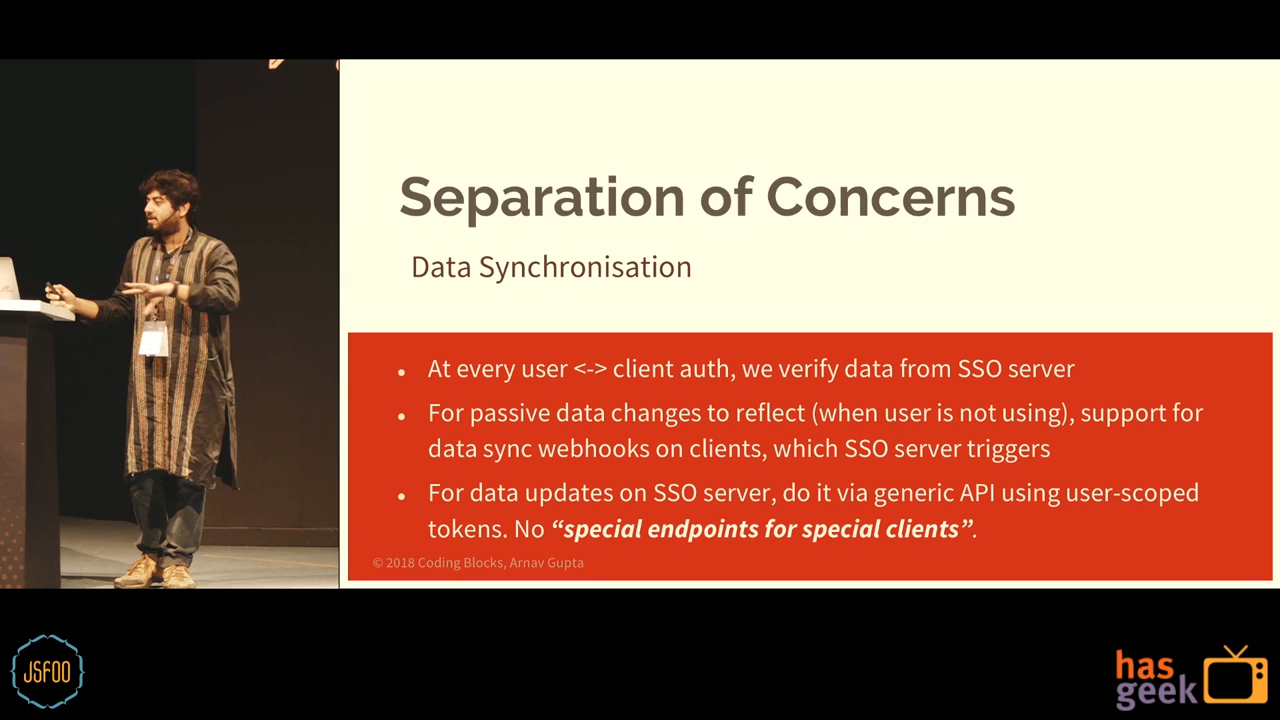 Separation of Concerns
Data Synchronisation
• At every user <-> client auth, we verify data from SSO server
• For passive data changes to reflect (when user is not using), support for
data sync webhooks on clients, which SSO server triggers
• For data updates on SSO server, do it via generic API using user-scoped
tokens. No “special endpoints for special clients”.
© 2018 Coding Blocks, Arnav Gupta
JSFOO
has
geek